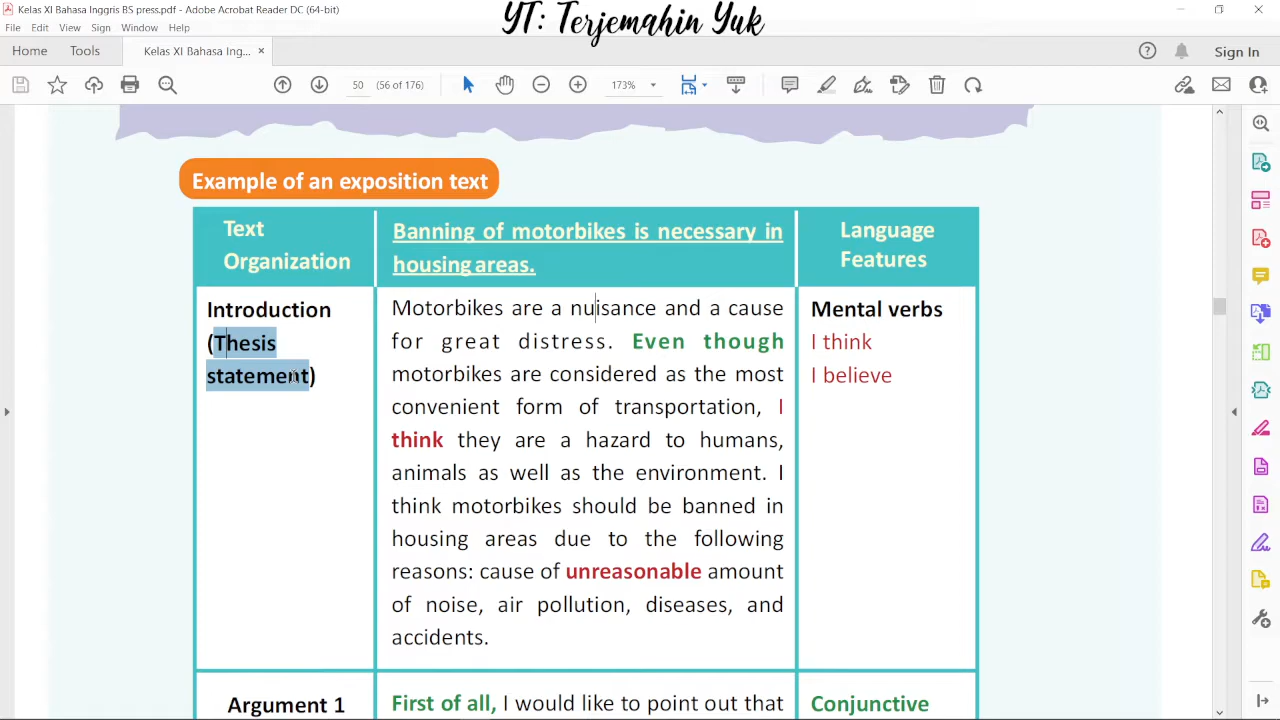 Kelas XI Bahasa Inggris BS press.pdf - Adobe Acrobat Reader DC (64-bit)
YT: Terjemahin Yuk
File Edit View Sign Window Help
Home Tools Kelas XI Bahasa Ing... × Sign In
50 (56 of 176) 173%
Example of an exposition text
Text Organization
Banning of motorbikes is necessary in
housing areas.
Language
Features
Introduction
(Thesis
statement)
Motorbikes are a nuisance and a cause
for great distress. Even though
motorbikes are considered as the most
convenient form of transportation, I
think they are a hazard to humans,
animals as well as the environment. I
think motorbikes should be banned in
housing areas due to the following
reasons: cause of unreasonable amount
of noise, air pollution, diseases, and
accidents.
Mental verbs
I think
I believe
Argument 1
First of all, I would like to point out that
Conjunctive